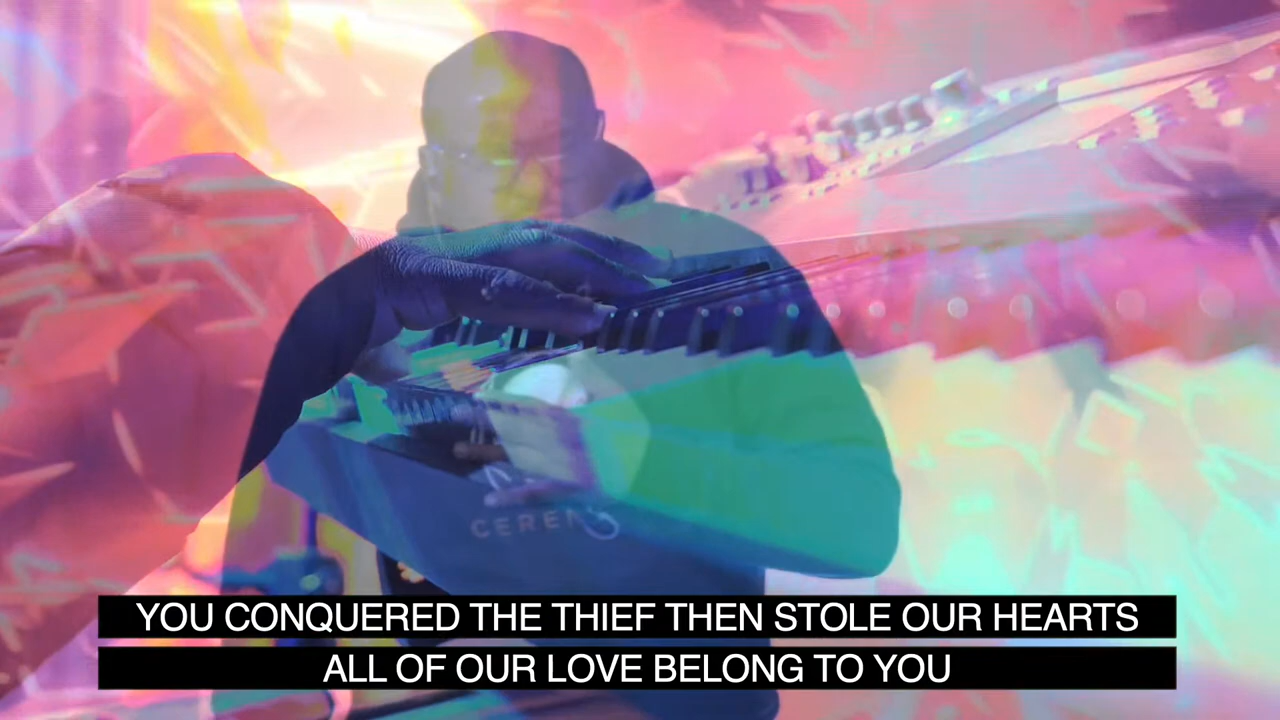 YOU CONQUERED THE THIEF THEN STOLE OUR HEARTS
ALL OF OUR LOVE BELONG TO YOU